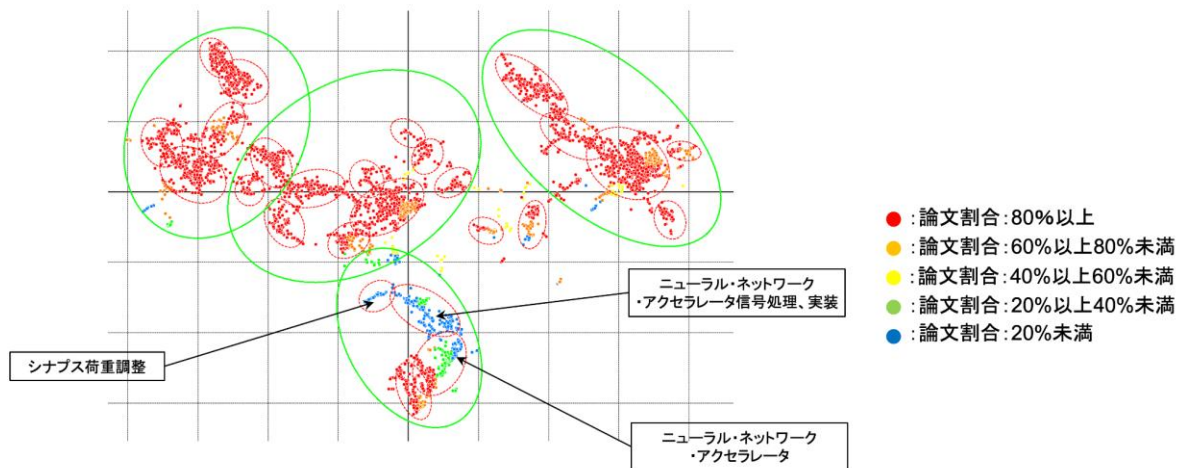 ：論文割合：80％以上
：論文割合：60％以上80％未満
：論文割合：40％以上60％未満
：論文割合：20％以上40％未満
：論文割合：20％未満
ニューラル・ネットワーク
・アクセラレータ信号処理、実装
シナプス荷重調整
ニューラル・ネットワーク
・アクセラレータ